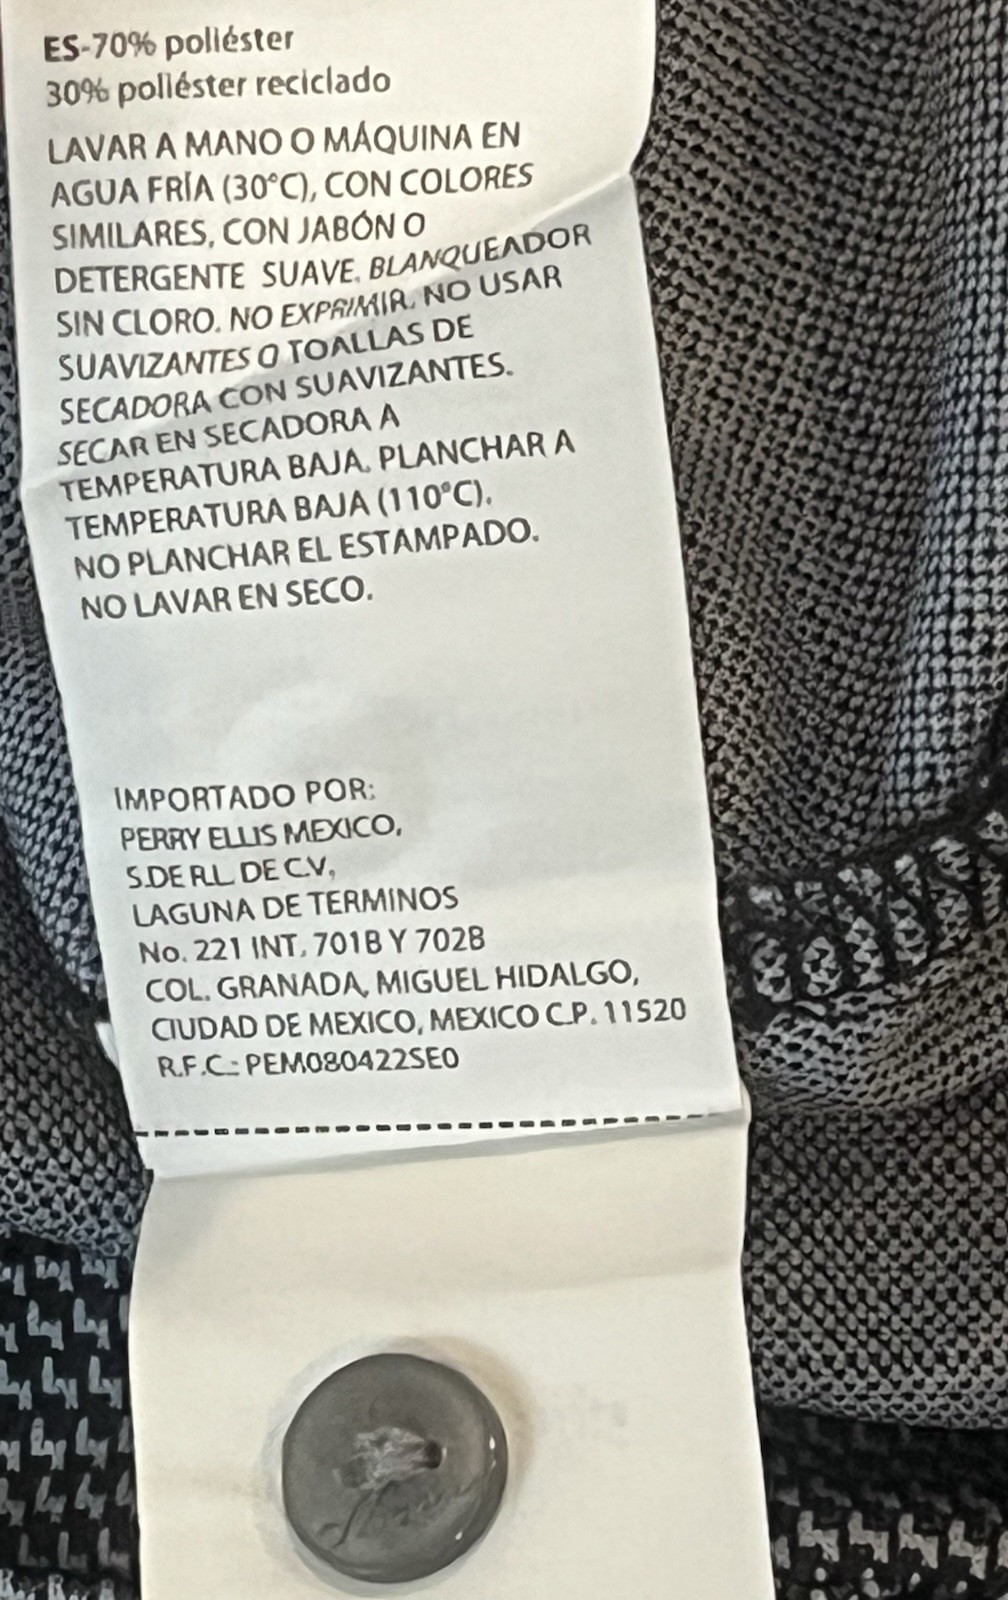 ES-70% poliéster
30% poliéster reciclado
LAVAR A MANO O MÁQUINA EN
AGUA FRÍA (30°C), CON COLORES
SIMILARES, CON JABÓN O
DETERGENTE SUAVE. BLANQUEADOR
SIN CLORO. NO EXPRIMIR. NO USAR
SUAVIZANTES O TOALLAS DE
SECADORA CON SUAVIZANTES.
SECAR EN SECADORA A
TEMPERATURA BAJA. PLANCHAR A
TEMPERATURA BAJA (110°C).
NO PLANCHAR EL ESTAMPADO.
NO LAVAR EN SECO.
IMPORTADO POR:
PERRY ELLIS MEXICO,
S.DE R.L. DE C.V,
LAGUNA DE TERMINOS
No. 221 INT, 701B Y 702B
COL. GRANADA, MIGUEL HIDALGO,
CIUDAD DE MEXICO, MEXICO C.P. 11520
R.F.C.: PEM080422SE0